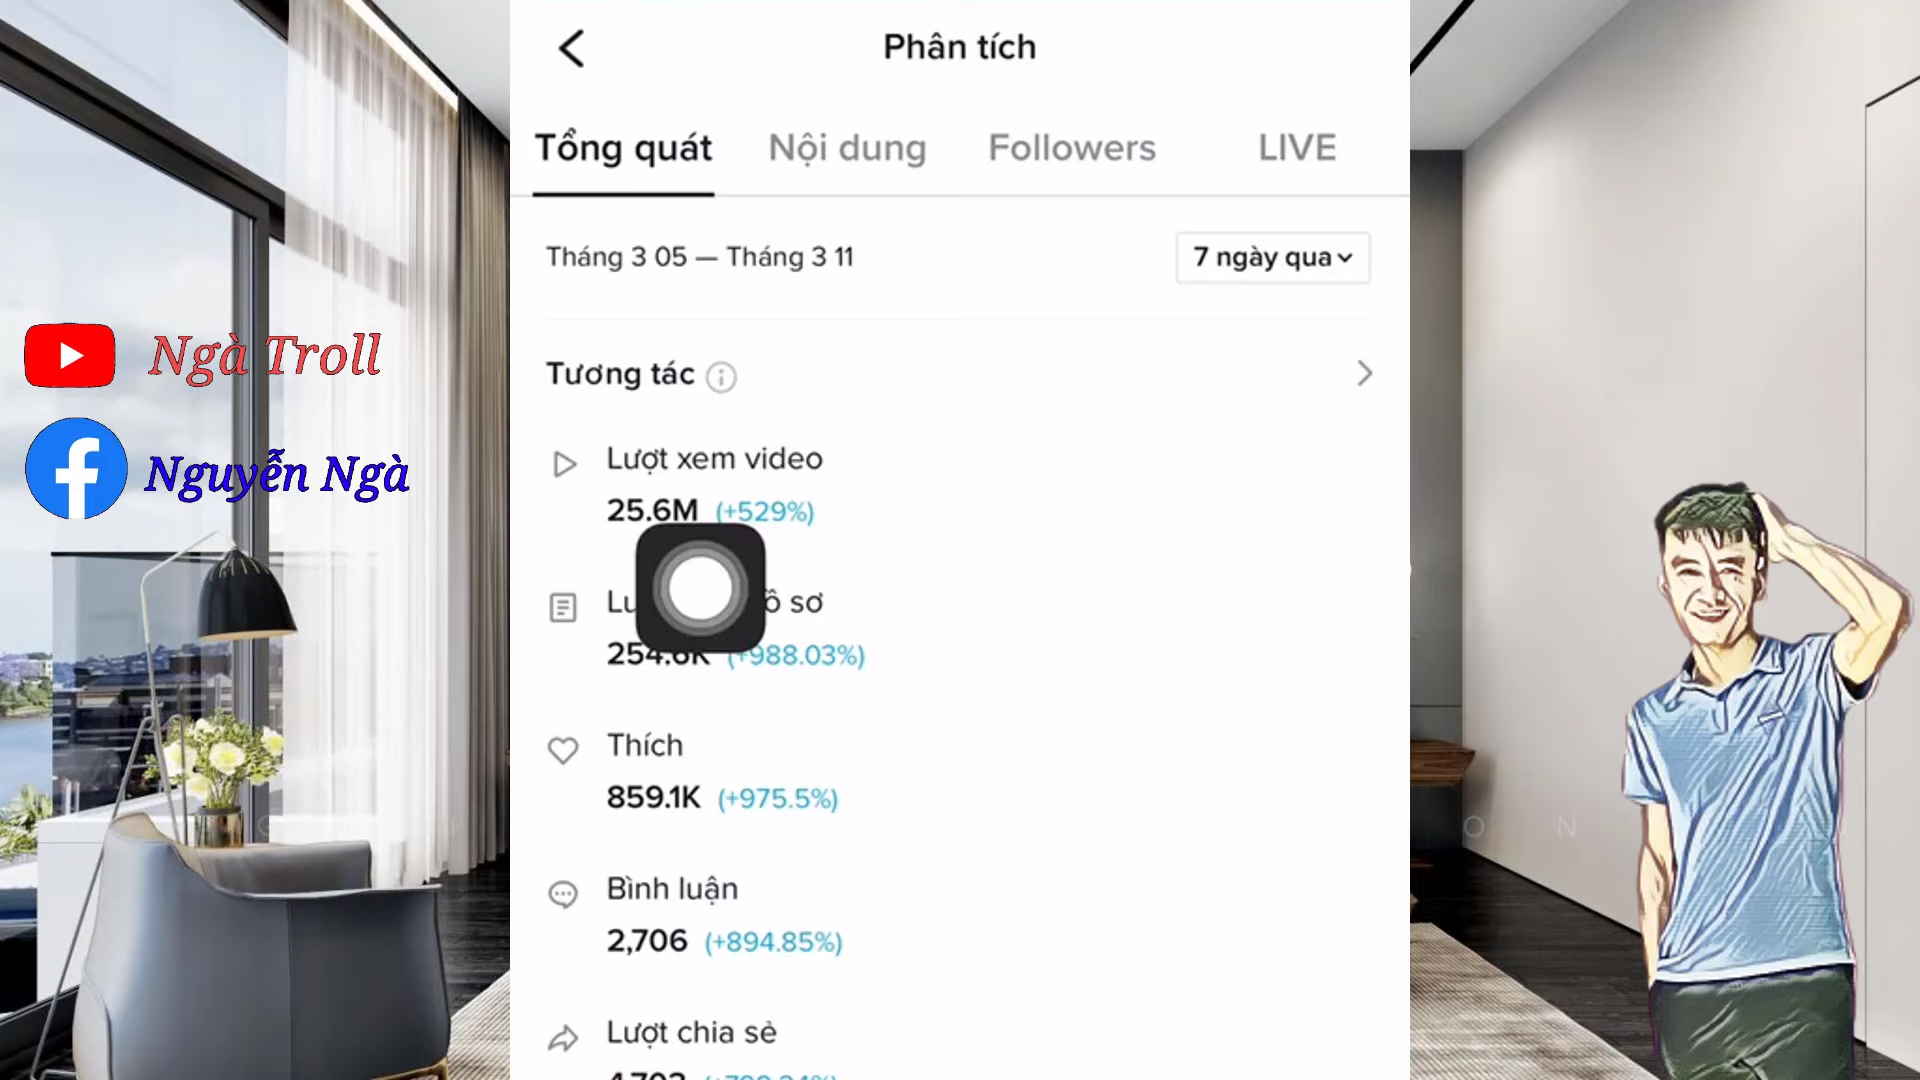 Phân tích
Tổng quát Nội dung Followers LIVE
Tháng 3 05 — Tháng 3 11
7 ngày qua
Ngà Troll
Nguyễn Ngà
Tương tác
Lượt xem video
25.6M (+529%)
sơ
(+988.03%)
Thích
859.1K (+975.5%)
Bình luận
2,706 (+894.85%)
Lượt chia sẻ